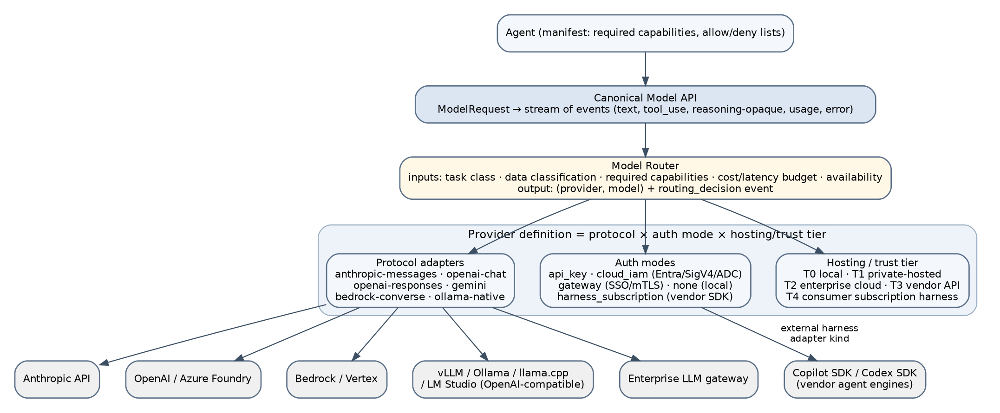 Agent (manifest: required capabilities, allow/deny lists)
Canonical Model API
ModelRequest → stream of events (text, tool_use, reasoning-opaque, usage, error)
Model Router
inputs: task class · data classification · required capabilities · cost/latency budget · availability
output: (provider, model) + routing_decision event
Provider definition = protocol × auth mode × hosting/trust tier
Protocol adapters
anthropic-messages · openai-chat
openai-responses · gemini
bedrock-converse · ollama-native
Auth modes
api_key · cloud_iam (Entra/SigV4/ADC)
gateway (SSO/mTLS) · none (local)
harness_subscription (vendor SDK)
Hosting / trust tier
T0 local · T1 private-hosted
T2 enterprise cloud · T3 vendor API
T4 consumer subscription harness
external harness
adapter kind
Anthropic API
OpenAI / Azure Foundry
Bedrock / Vertex
vLLM / Ollama / llama.cpp
/ LM Studio (OpenAI-compatible)
Enterprise LLM gateway
Copilot SDK / Codex SDK
(vendor agent engines)